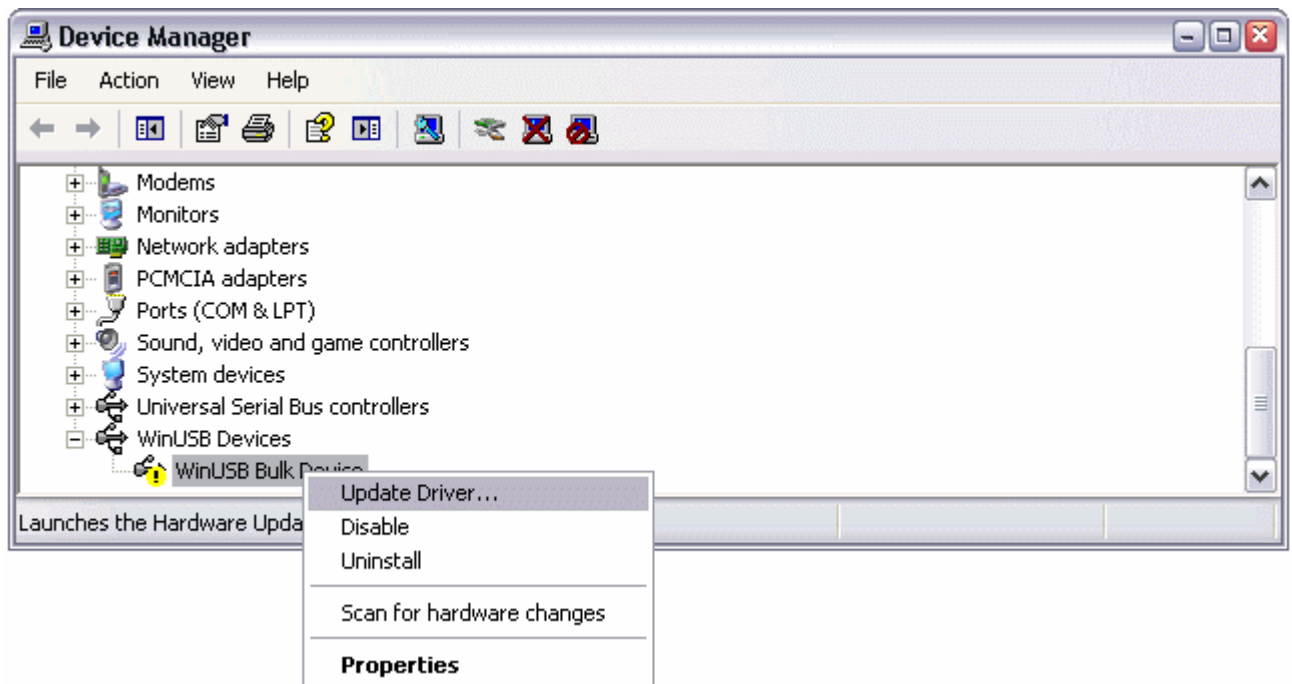 Device Manager
File Action View Help
Modems
Monitors
Network adapters
PCMCIA adapters
Ports (COM & LPT)
Sound, video and game controllers
System devices
Universal Serial Bus controllers
WinUSB Devices
WinUSB Bulk Device
Update Driver...
Launches the Hardware Upda
Disable
Uninstall
Scan for hardware changes
Properties